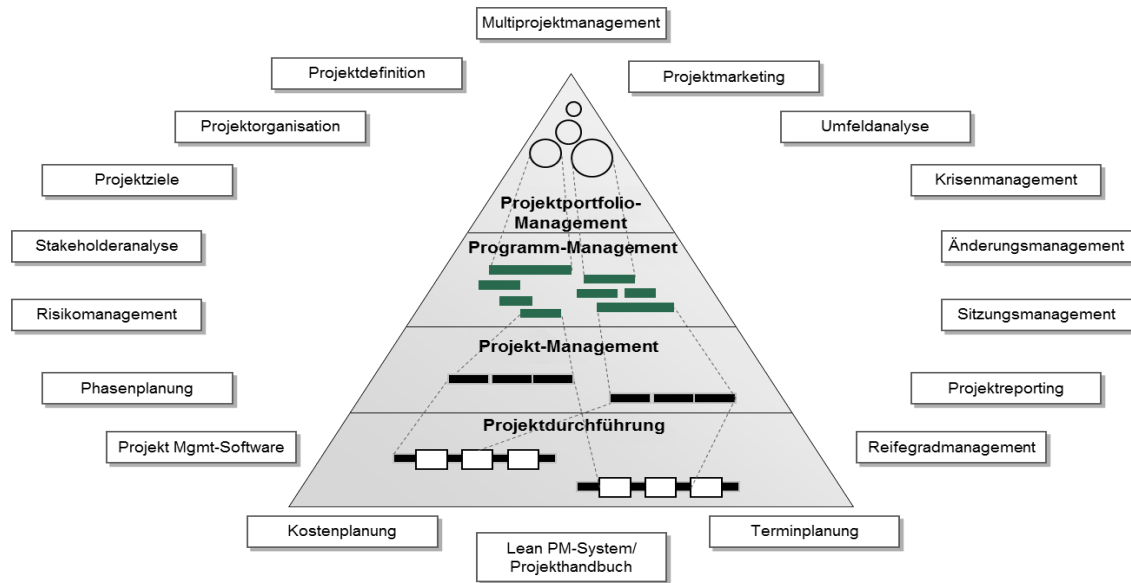 Multiprojektmanagement
Projektdefinition
Projektmarketing
Projektorganisation
Umfeldanalyse
Projektziele
Krisenmanagement
Projektportfolio-
Management
Stakeholderanalyse
Programm-Management
Änderungsmanagement
Risikomanagement
Sitzungsmanagement
Projekt-Management
Phasenplanung
Projektreporting
Projektdurchführung
Projekt Mgmt-Software
Reifegradmanagement
Kostenplanung
Terminplanung
Lean PM-System/
Projekthandbuch